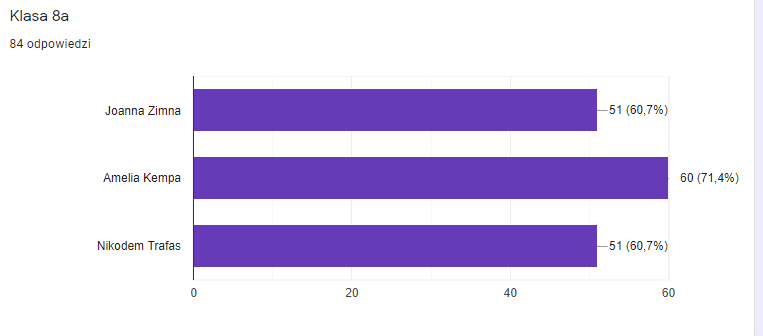 Klasa 8a
84 odpowiedzi
Joanna Zimna 51 (60,7%)
Amelia Kempa 60 (71,4%)
Nikodem Trafas 51 (60,7%)
0 20 40 60